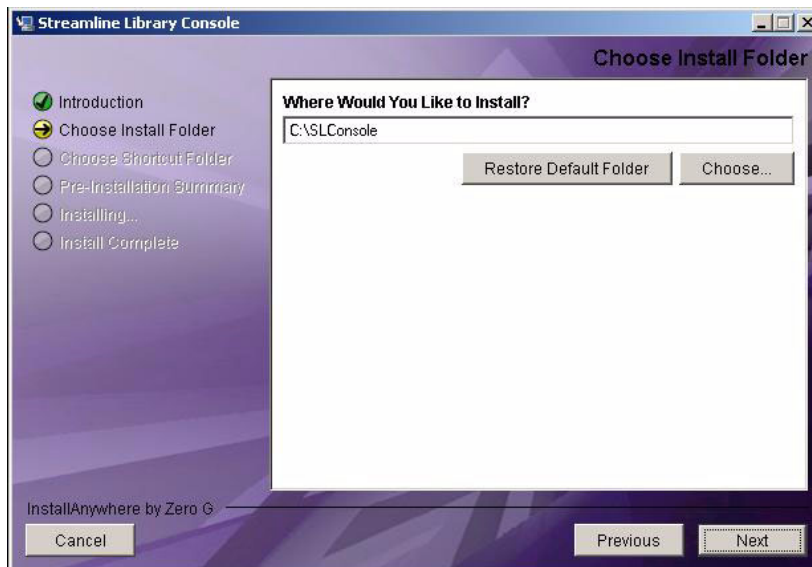 Streamline Library Console
Choose Install Folder
Introduction
Choose Install Folder
Choose Shortcut Folder
Pre-Installation Summary
Installing...
Install Complete
Where Would You Like to Install?
C:\SLConsole
Restore Default Folder
Choose...
InstallAnywhere by Zero G
Cancel
Previous
Next